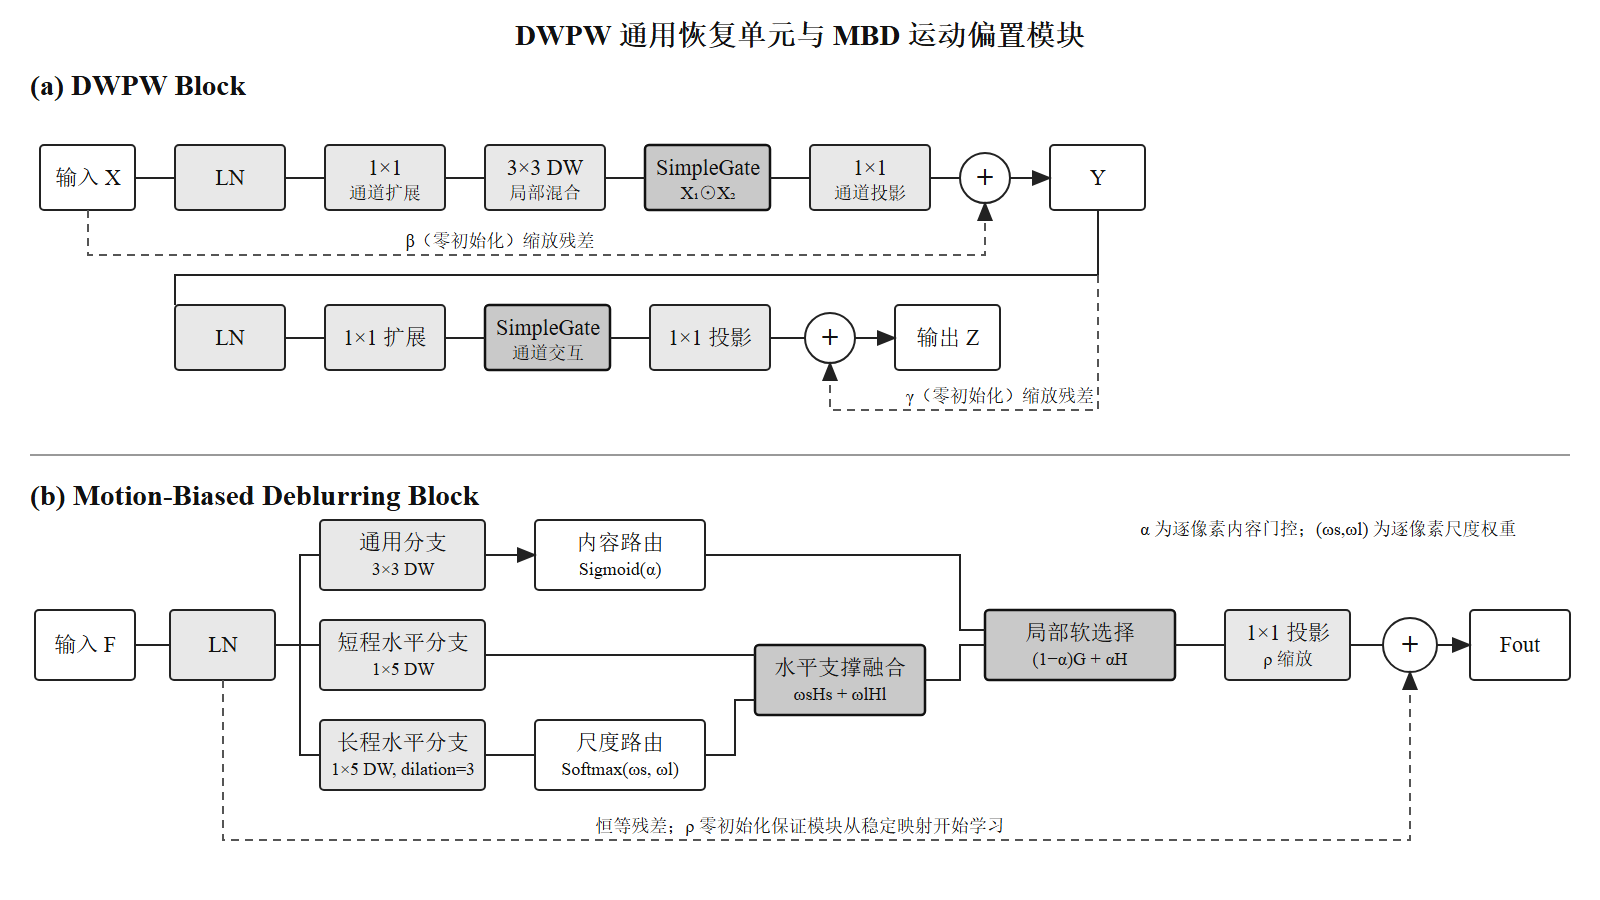 DWPW 通用恢复单元与 MBD 运动偏置模块
(a) DWPW Block
输入 X
LN
1×1
通道扩展
3×3 DW
局部混合
SimpleGate
X₁⊙X₂
1×1
通道投影
+
Y
β（零初始化）缩放残差
LN
1×1 扩展
SimpleGate
通道交互
1×1 投影
+
输出 Z
γ（零初始化）缩放残差
(b) Motion-Biased Deblurring Block
α 为逐像素内容门控；(ωs,ωl) 为逐像素尺度权重
通用分支
3×3 DW
内容路由
Sigmoid(α)
输入 F
LN
短程水平分支
1×5 DW
水平支撑融合
ωsHs + ωlHl
局部软选择
(1−α)G + αH
1×1 投影
ρ 缩放
+
Fout
长程水平分支
1×5 DW, dilation=3
尺度路由
Softmax(ωs, ωl)
恒等残差；ρ 零初始化保证模块从稳定映射开始学习